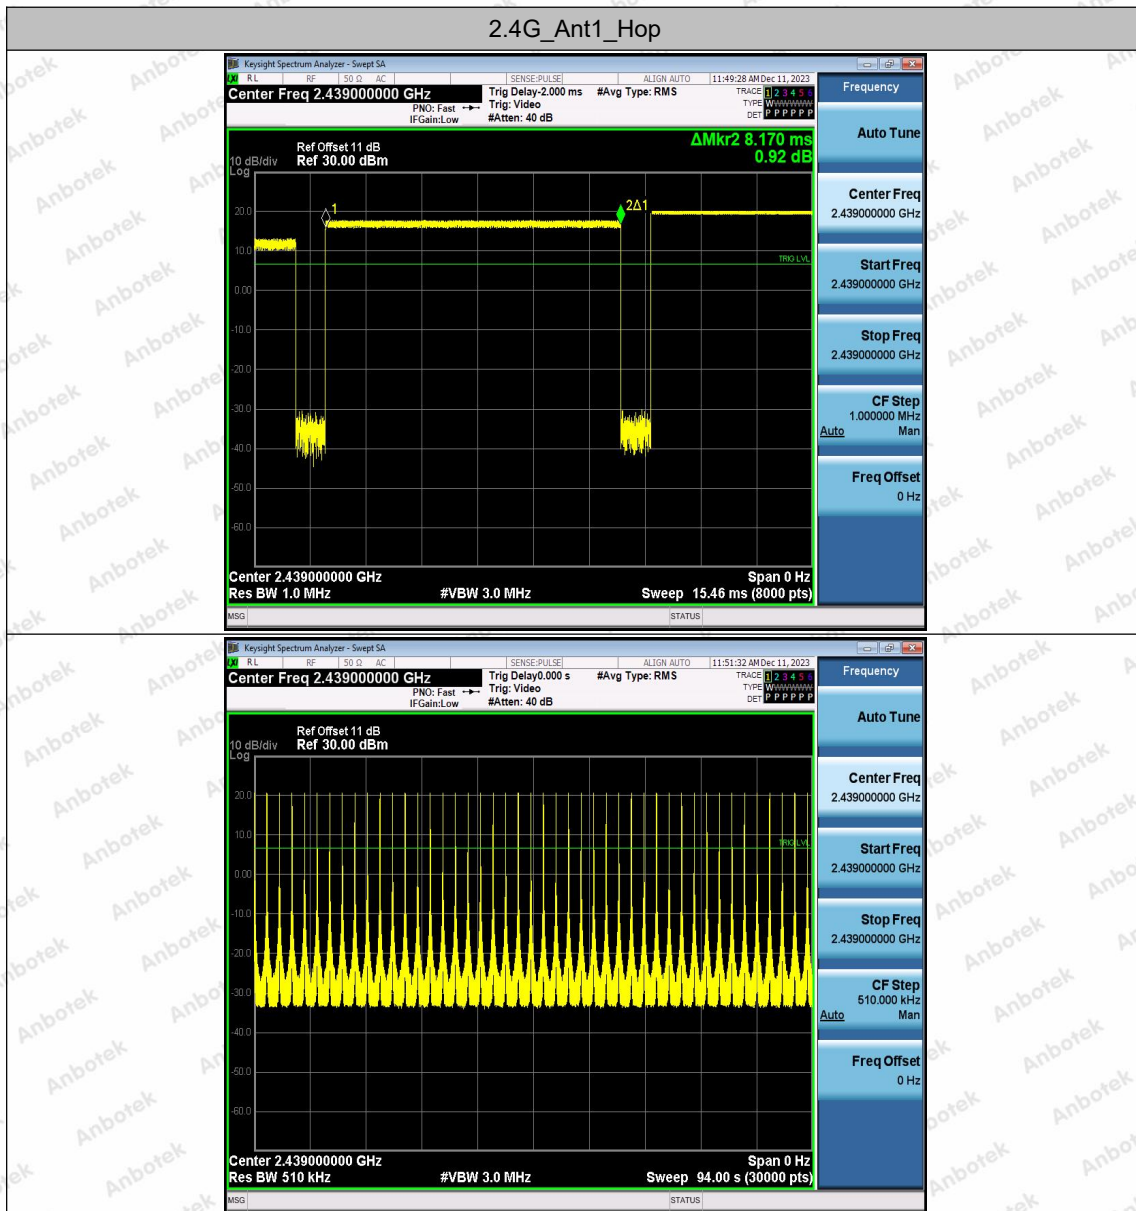 2.4G_Ant1_Hop
Keysight Spectrum Analyzer - Swept SA
LXI RL RF 50 Ω AC SENSE:PULSE ALIGN AUTO 11:49:28 AM Dec 11, 2023
Center Freq 2.439000000 GHz
PNO: Fast
IFGain:Low
Trig Delay-2.000 ms
Trig: Video
#Atten: 40 dB
#Avg Type: RMS
TRACE 1 2 3 4 5 6
TYPE W
DET P P P P P P
Frequency
ΔMkr2 8.170 ms
0.92 dB
Ref Offset 11 dB
10 dB/div Ref 30.00 dBm
Log
20.0
10.0
0.00
-10.0
-20.0
-30.0
-40.0
-50.0
-60.0
1
2Δ1
TRIG LVL
Auto Tune
Center Freq
2.439000000 GHz
Start Freq
2.439000000 GHz
Stop Freq
2.439000000 GHz
CF Step
1.000000 MHz
Auto Man
Freq Offset
0 Hz
Center 2.439000000 GHz Span 0 Hz
Res BW 1.0 MHz #VBW 3.0 MHz Sweep 15.46 ms (8000 pts)
MSG STATUS
Keysight Spectrum Analyzer - Swept SA
LXI RL RF 50 Ω AC SENSE:PULSE ALIGN AUTO 11:51:32 AM Dec 11, 2023
Center Freq 2.439000000 GHz
PNO: Fast
IFGain:Low
Trig Delay0.000 s
Trig: Video
#Atten: 40 dB
#Avg Type: RMS
TRACE 1 2 3 4 5 6
TYPE W
DET P P P P P P
Frequency
Ref Offset 11 dB
10 dB/div Ref 30.00 dBm
Log
20.0
10.0
0.00
-10.0
-20.0
-30.0
-40.0
-50.0
-60.0
TRIG LVL
Auto Tune
Center Freq
2.439000000 GHz
Start Freq
2.439000000 GHz
Stop Freq
2.439000000 GHz
CF Step
510.000 kHz
Auto Man
Freq Offset
0 Hz
Center 2.439000000 GHz Span 0 Hz
Res BW 510 kHz #VBW 3.0 MHz Sweep 94.00 s (30000 pts)
MSG STATUS
Anbotek